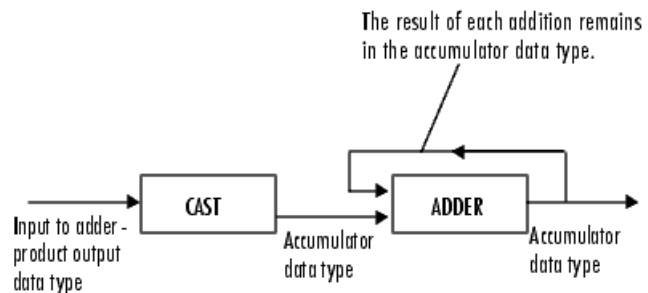 The result of each addition remains
in the accumulator data type.
CAST
ADDER
Input to adder -
product output
data type
Accumulator
data type
Accumulator
data type